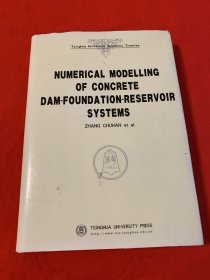 Tsinghua University Academic Treatise
NUMERICAL MODELLING
OF CONCRETE
DAM-FOUNDATION-RESERVOIR
SYSTEMS
ZHANG CHUHAN et al.
TSINGHUA UNIVERSITY PRESS